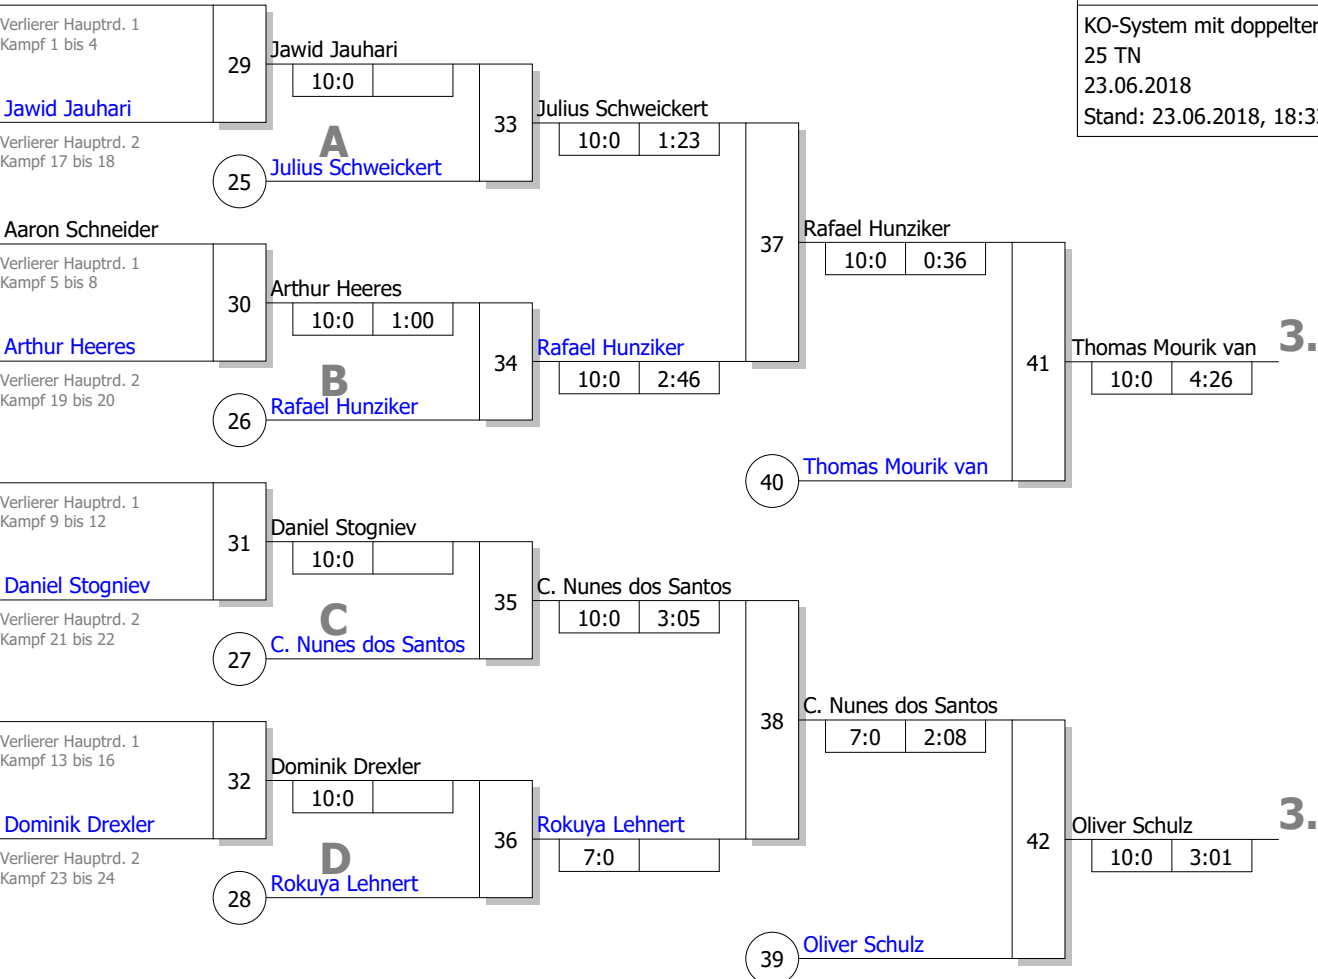 KO-System mit doppelter
25 TN
23.06.2018
Stand: 23.06.2018, 18:3
Verlierer Hauptrd. 1
Kampf 1 bis 4
29
Jawid Jauhari
10:0
Jawid Jauhari
Verlierer Hauptrd. 2
Kampf 17 bis 18
A
25
Julius Schweickert
33
Julius Schweickert
10:0 1:23
Aaron Schneider
Verlierer Hauptrd. 1
Kampf 5 bis 8
30
Arthur Heeres
10:0 1:00
Arthur Heeres
Verlierer Hauptrd. 2
Kampf 19 bis 20
B
26
Rafael Hunziker
34
Rafael Hunziker
10:0 2:46
37
Rafael Hunziker
10:0 0:36
40
Thomas Mourik van
41
Thomas Mourik van
10:0 4:26
3.
Verlierer Hauptrd. 1
Kampf 9 bis 12
31
Daniel Stogniev
10:0
Daniel Stogniev
Verlierer Hauptrd. 2
Kampf 21 bis 22
C
27
C. Nunes dos Santos
35
C. Nunes dos Santos
10:0 3:05
Verlierer Hauptrd. 1
Kampf 13 bis 16
32
Dominik Drexler
10:0
Dominik Drexler
Verlierer Hauptrd. 2
Kampf 23 bis 24
D
28
Rokuya Lehnert
36
Rokuya Lehnert
7:0
38
C. Nunes dos Santos
7:0 2:08
39
Oliver Schulz
42
Oliver Schulz
10:0 3:01
3.